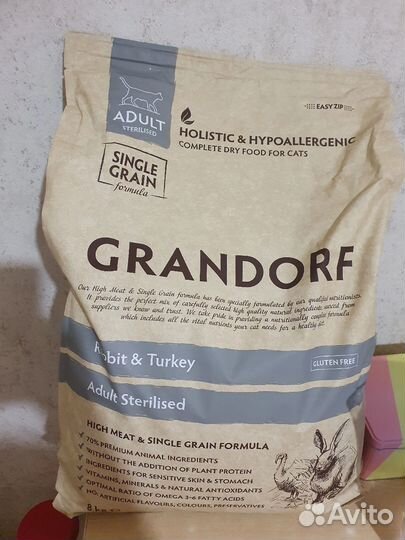 EASY ZIP
ADULT
STERILISED
HOLISTIC & HYPOALLERGENIC
COMPLETE DRY FOOD FOR CATS
SINGLE
GRAIN
formula
GRANDORF
Our High Meat & Single Grain formula has been specially formulated by our qualified nutritionists.
It provides the perfect mix of carefully selected high quality natural ingredients sourced from
suppliers we know and trust. We take pride in providing a nutritionally complete formula
which includes all the vital nutrients your cat needs for a healthy diet.
Rabbit & Turkey
GLUTEN FREE
Adult Sterilised
HIGH MEAT & SINGLE GRAIN FORMULA
70% PREMIUM ANIMAL INGREDIENTS
WITHOUT THE ADDITION OF PLANT PROTEIN
INGREDIENTS FOR SENSITIVE SKIN & STOMACH
VITAMINS, MINERALS & NATURAL ANTIOXIDANTS
OPTIMAL RATIO OF OMEGA 3-6 FATTY ACIDS
NO ARTIFICIAL FLAVOURS, COLOURS, PRESERVATIVES
8 k
Avito